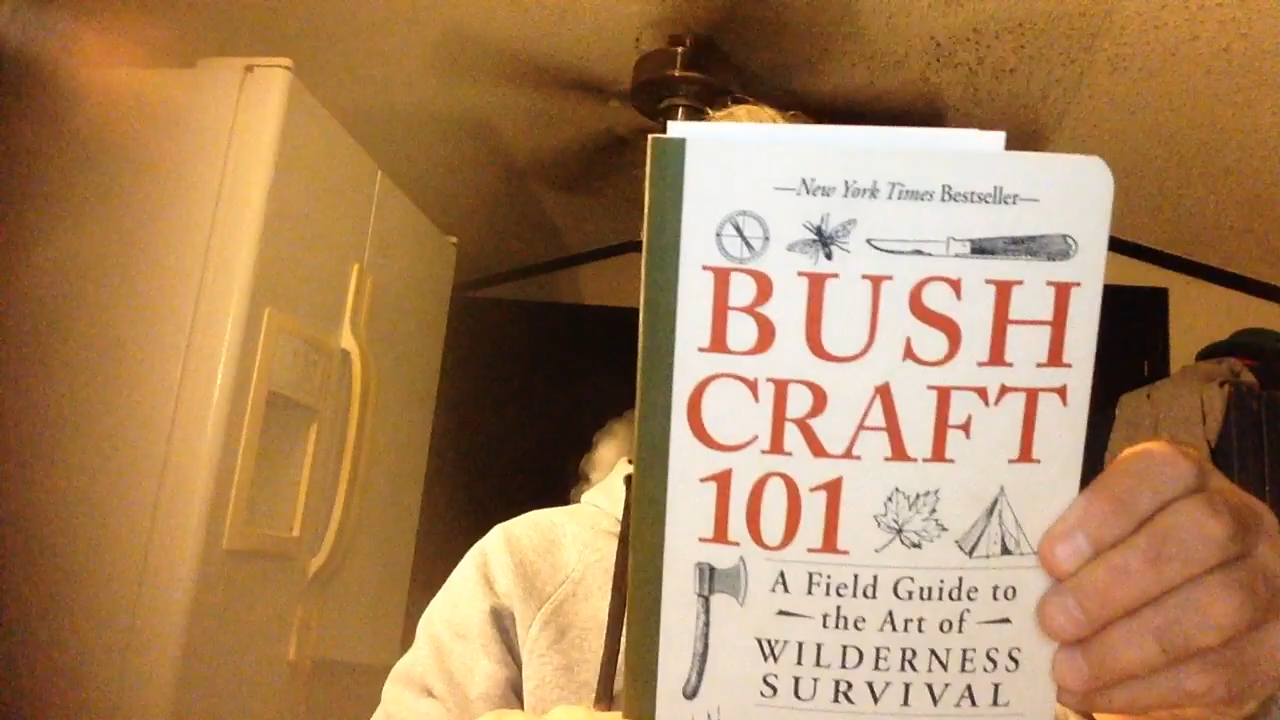 —New York Times Bestseller—
BUSH
CRAFT
101
A Field Guide to
the Art of
WILDERNESS
SURVIVAL